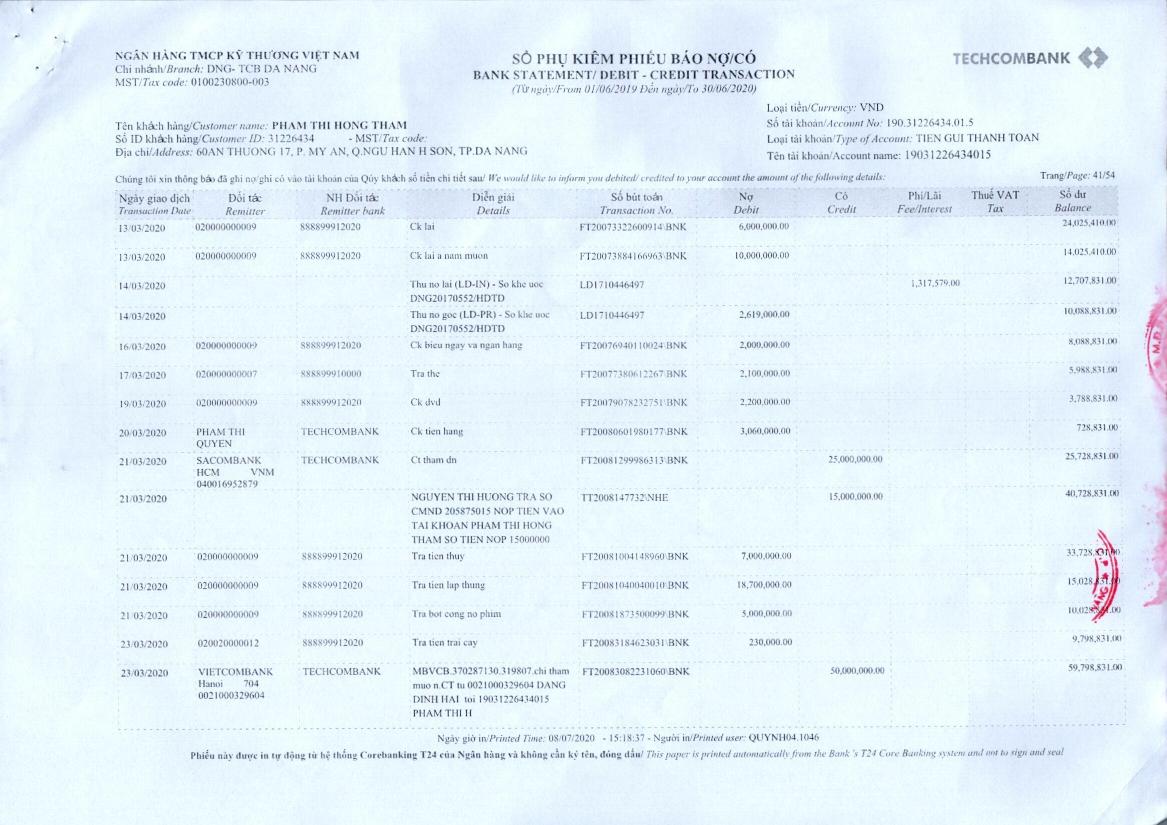 NGÂN HÀNG TMCP KỸ THƯƠNG VIỆT NAM
Chi nhánh/Branch: DNG- TCB DA NANG
MST/Tax code: 0100230800-003
SỔ PHỤ KIÊM PHIẾU BÁO NỢ/CÓ
BANK STATEMENT/ DEBIT - CREDIT TRANSACTION
(Từ ngày/From 01/06/2019 Đến ngày/To 30/06/2020)
TECHCOMBANK
Loại tiền/Currency: VND
Số tài khoản/Account No: 190.31226434.01.5
Loại tài khoản/Type of Account: TIEN GUI THANH TOAN
Tên tài khoản/Account name: 19031226434015
Tên khách hàng/Customer name: PHAM THI HONG THAM
Số ID khách hàng/Customer ID: 31226434 - MST/Tax code:
Địa chỉ/Address: 60AN THUONG 17, P. MY AN, Q.NGU HAN H SON, TP.DA NANG
Chúng tôi xin thông báo đã ghi nợ/ghi có vào tài khoản của Qúy khách số tiền chi tiết sau/ We would like to inform you debited/ credited to your account the amount of the following details:
Trang/Page: 41/54
Ngày giao dịch Đối tác NH Đối tác Diễn giải Số bút toán Nợ Có Phí/Lãi Thuế VAT Số dư
Transaction Date Remitter Remitter bank Details Transaction No. Debit Credit Fee/Interest Tax Balance
13/03/2020 020000000009 888899912020 Ck lai FT20073322600914\BNK 6,000,000.00 24,025,410.00
13/03/2020 020000000009 888899912020 Ck lai a nam muon FT20073884166963\BNK 10,000,000.00 14,025,410.00
14/03/2020 Thu no lai (LD-IN) - So khe uoc LD1710446497 1,317,579.00 12,707,831.00
DNG20170552/HDTD
14/03/2020 Thu no goc (LD-PR) - So khe uoc LD1710446497 2,619,000.00 10,088,831.00
DNG20170552/HDTD
16/03/2020 020000000009 888899912020 Ck bieu ngay va ngan hang FT20076940110024\BNK 2,000,000.00 8,088,831.00
17/03/2020 020000000007 888899910000 Tra the FT20077380612267\BNK 2,100,000.00 5,988,831.00
19/03/2020 020000000009 888899912020 Ck dvd FT20079078232751\BNK 2,200,000.00 3,788,831.00
20/03/2020 PHAM THI TECHCOMBANK Ck tien hang FT20080601980177\BNK 3,060,000.00 728,831.00
QUYEN
21/03/2020 SACOMBANK TECHCOMBANK Ct tham dn FT20081299986313\BNK 25,000,000.00 25,728,831.00
HCM VNM
040016952879
21/03/2020 NGUYEN THI HUONG TRA SO TT2008147732\NHE 15,000,000.00 40,728,831.00
CMND 205875015 NOP TIEN VAO
TAI KHOAN PHAM THI HONG
THAM SO TIEN NOP 15000000
21/03/2020 020000000009 888899912020 Tra tien thuy FT20081004148960\BNK 7,000,000.00 33,728,831.00
21/03/2020 020000000009 888899912020 Tra tien lap thung FT20081040040010\BNK 18,700,000.00 15,028,831.00
21/03/2020 020000000009 888899912020 Tra bot cong no phim FT20081873500099\BNK 5,000,000.00 10,028,831.00
23/03/2020 020020000012 888899912020 Tra tien trai cay FT20083184623031\BNK 230,000.00 9,798,831.00
23/03/2020 VIETCOMBANK TECHCOMBANK MBVCB.370287130.319807.chi tham FT20083082231060\BNK 50,000,000.00 59,798,831.00
Hanoi 704 muo n.CT tu 0021000329604 DANG
0021000329604 DINH HAI toi 19031226434015
PHAM THI H
Ngày giờ in/Printed Time: 08/07/2020 - 15:18:37 - Người in/Printed user: QUYNH04.1046
Phiếu này được in tự động từ hệ thống Corebanking T24 của Ngân hàng và không cần ký tên, đóng dấu/ This paper is printed automatically from the Bank's T24 Core Banking system and not to sign and seal